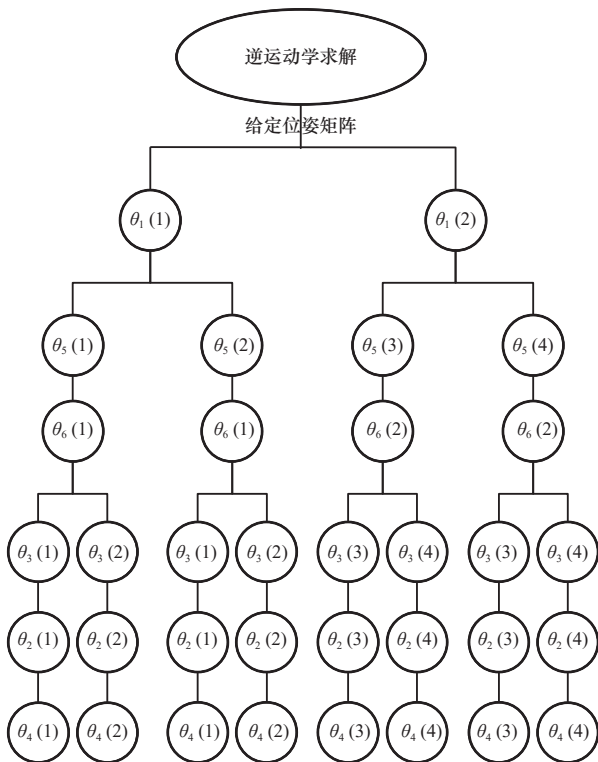 逆运动学求解
给定位姿矩阵
θ₁ (1) θ₁ (2)
θ₅ (1) θ₅ (2) θ₅ (3) θ₅ (4)
θ₆ (1) θ₆ (1) θ₆ (2) θ₆ (2)
θ₃ (1) θ₃ (2) θ₃ (1) θ₃ (2) θ₃ (3) θ₃ (4) θ₃ (3) θ₃ (4)
θ₂ (1) θ₂ (2) θ₂ (1) θ₂ (2) θ₂ (3) θ₂ (4) θ₂ (3) θ₂ (4)
θ₄ (1) θ₄ (2) θ₄ (1) θ₄ (2) θ₄ (3) θ₄ (4) θ₄ (3) θ₄ (4)